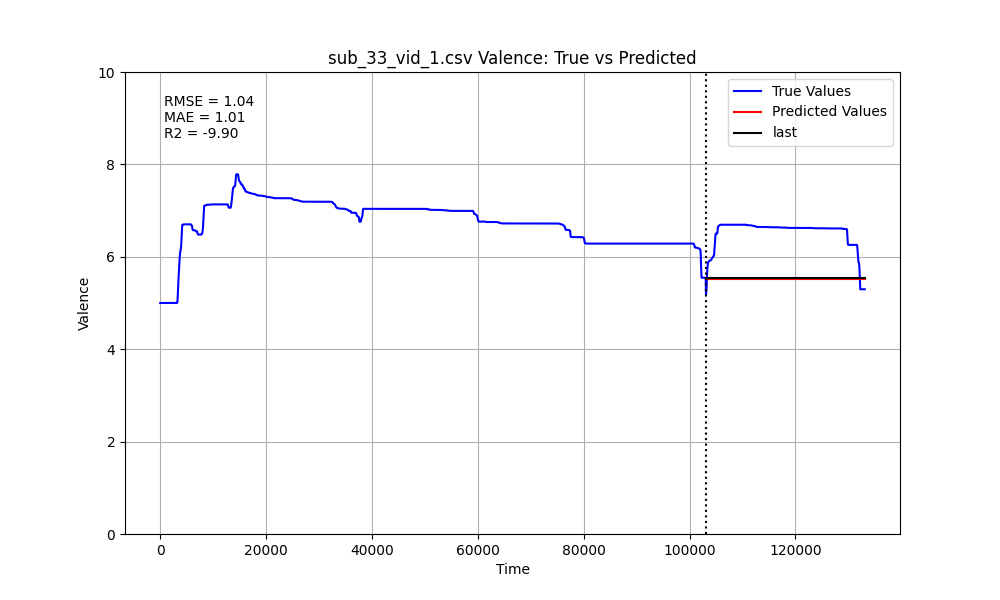 sub_33_vid_1.csv Valence: True vs Predicted
RMSE = 1.04
MAE = 1.01
R2 = -9.90
True Values
Predicted Values
last
10
8
6
4
2
0
Valence
0
20000
40000
60000
80000
100000
120000
Time